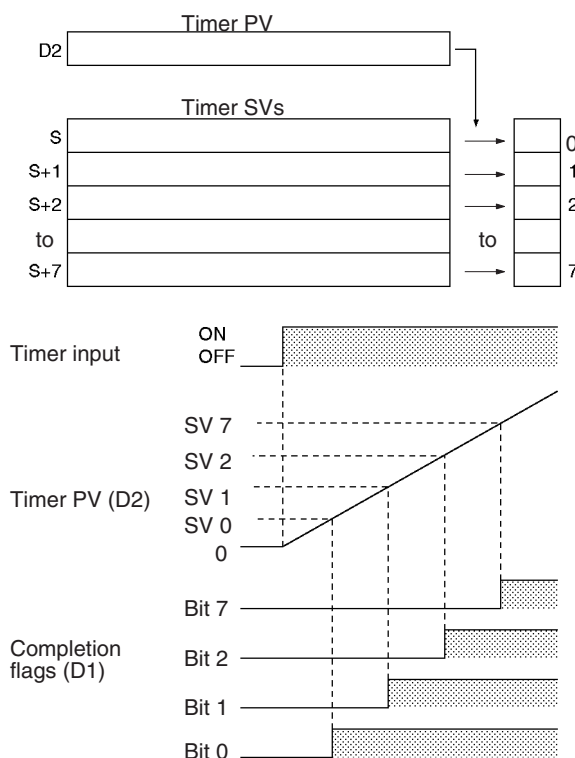 Timer PV
D2
Timer SVs
S
0
S+1
1
S+2
2
to
to
S+7
7
ON
Timer input
OFF
SV 7
SV 2
SV 1
Timer PV (D2)
SV 0
0
Bit 7
Completion
flags (D1)
Bit 2
Bit 1
Bit 0